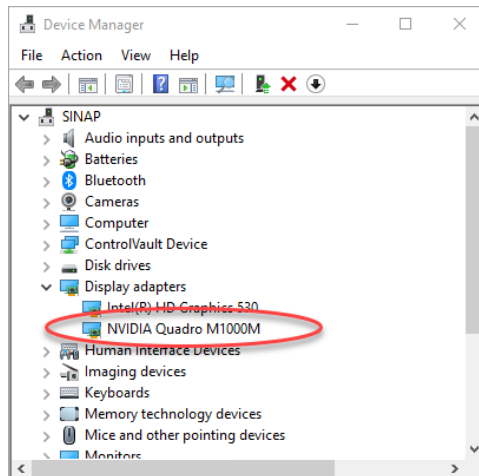 Device Manager
File Action View Help
SINAP
Audio inputs and outputs
Batteries
Bluetooth
Cameras
Computer
ControlVault Device
Disk drives
Display adapters
Intel(R) HD Graphics 530
NVIDIA Quadro M1000M
Human Interface Devices
Imaging devices
Keyboards
Memory technology devices
Mice and other pointing devices
Monitors